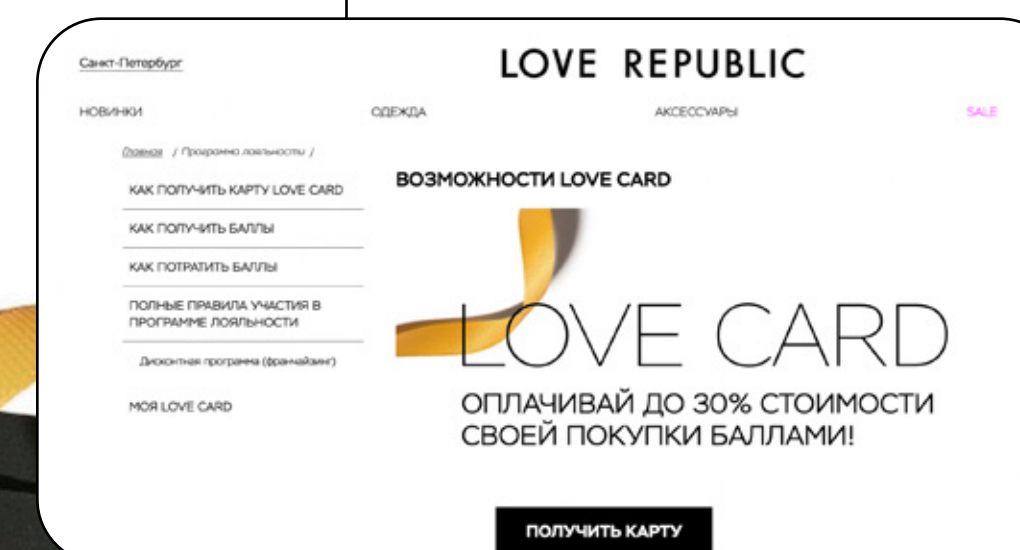 Санкт-Петербург
LOVE REPUBLIC
НОВИНКИ
ОДЕЖДА
АКСЕССУАРЫ
SALE
Главная / Программа лояльности /
КАК ПОЛУЧИТЬ КАРТУ LOVE CARD
КАК ПОЛУЧИТЬ БАЛЛЫ
КАК ПОТРАТИТЬ БАЛЛЫ
ПОЛНЫЕ ПРАВИЛА УЧАСТИЯ В
ПРОГРАММЕ ЛОЯЛЬНОСТИ
Дисконтная программа (франчайзинг)
МОЯ LOVE CARD
ВОЗМОЖНОСТИ LOVE CARD
LOVE CARD
ОПЛАЧИВАЙ ДО 30% СТОИМОСТИ
СВОЕЙ ПОКУПКИ БАЛЛАМИ!
ПОЛУЧИТЬ КАРТУ